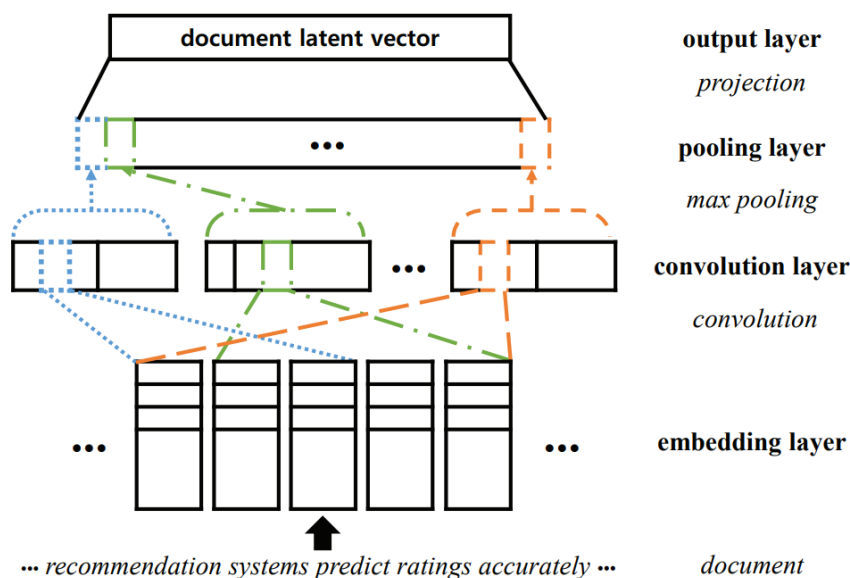 document latent vector
output layer
projection
•••
pooling layer
max pooling
•••
convolution layer
convolution
•••
•••
embedding layer
••• recommendation systems predict ratings accurately •••
document